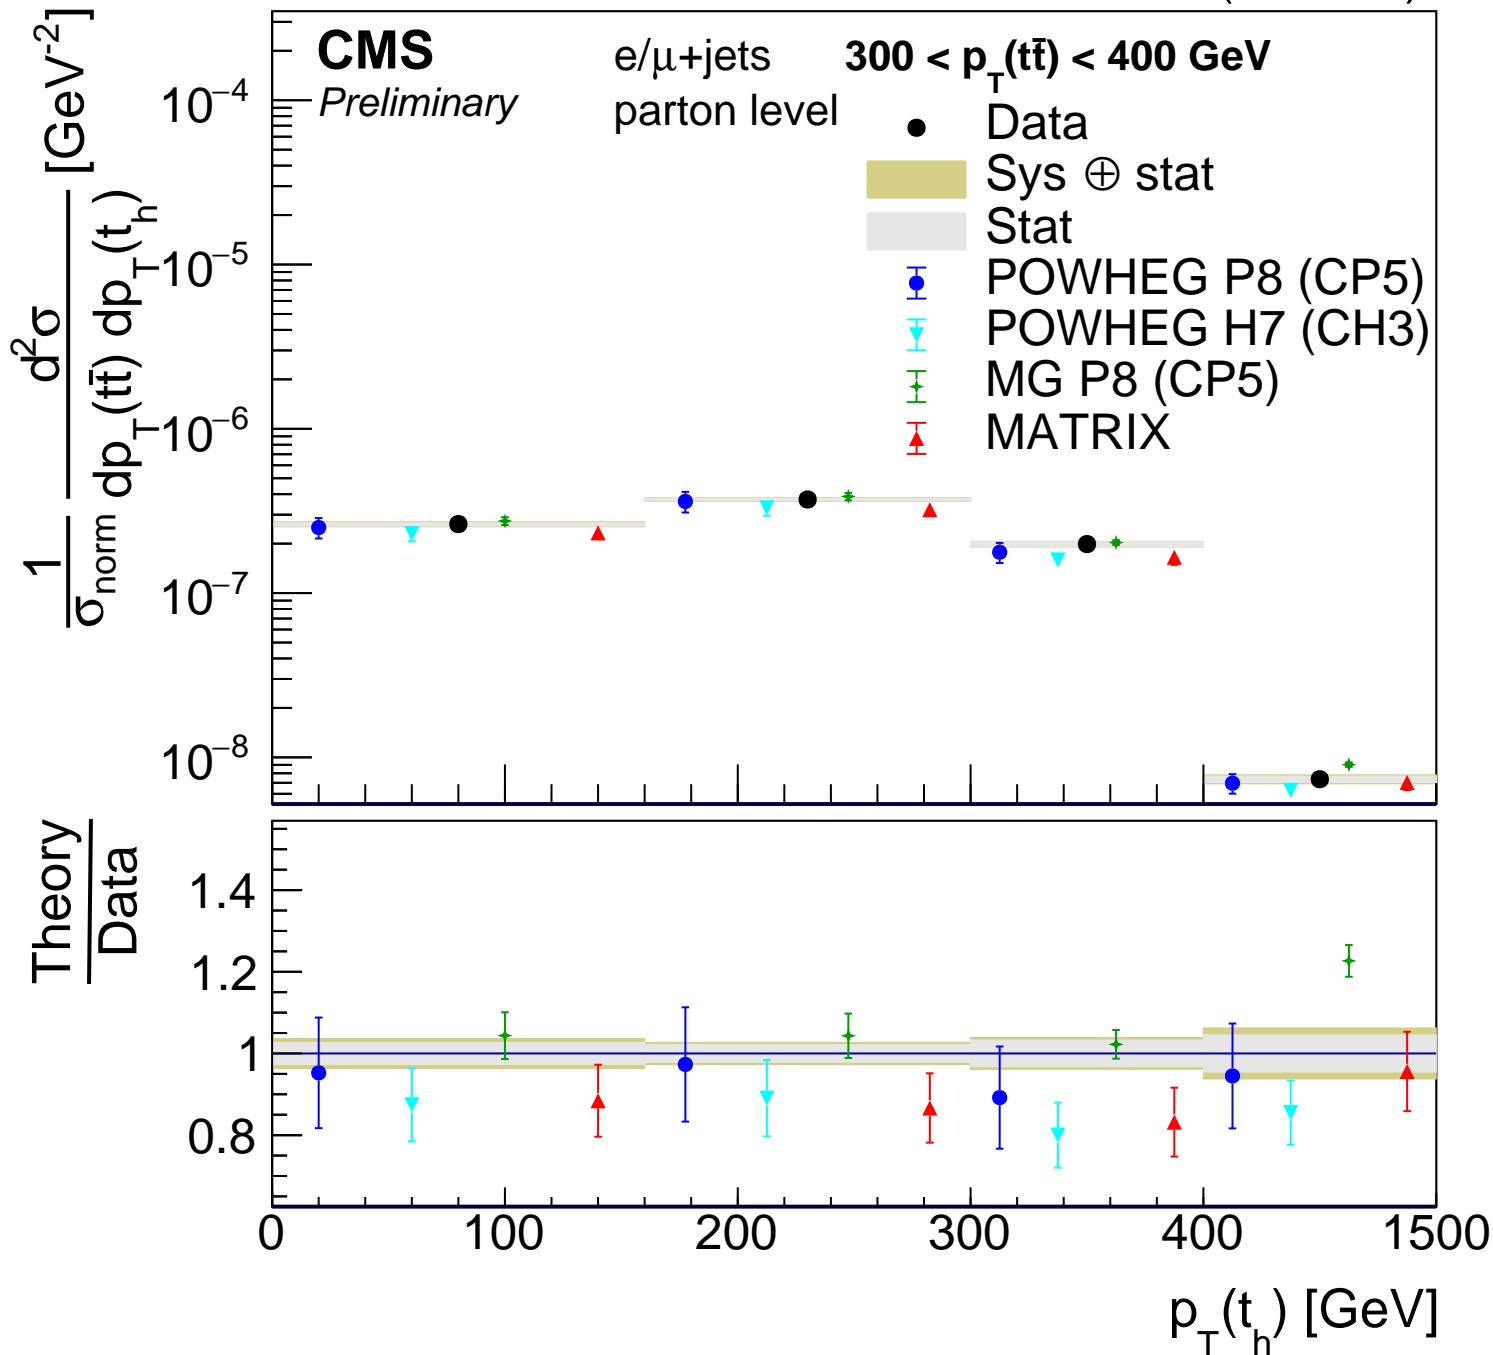 CMS
Preliminary
e/μ+jets
parton level
300 < p_T(tt̄) < 400 GeV
Data
Sys ⊕ stat
Stat
POWHEG P8 (CP5)
POWHEG H7 (CH3)
MG P8 (CP5)
MATRIX
1/σ_norm d²σ/dp_T(tt̄) dp_T(t_h) [GeV⁻²]
10⁻⁴
10⁻⁵
10⁻⁶
10⁻⁷
10⁻⁸
Theory
Data
1.4
1.2
1
0.8
0 100 200 300 400 1500
p_T(t_h) [GeV]